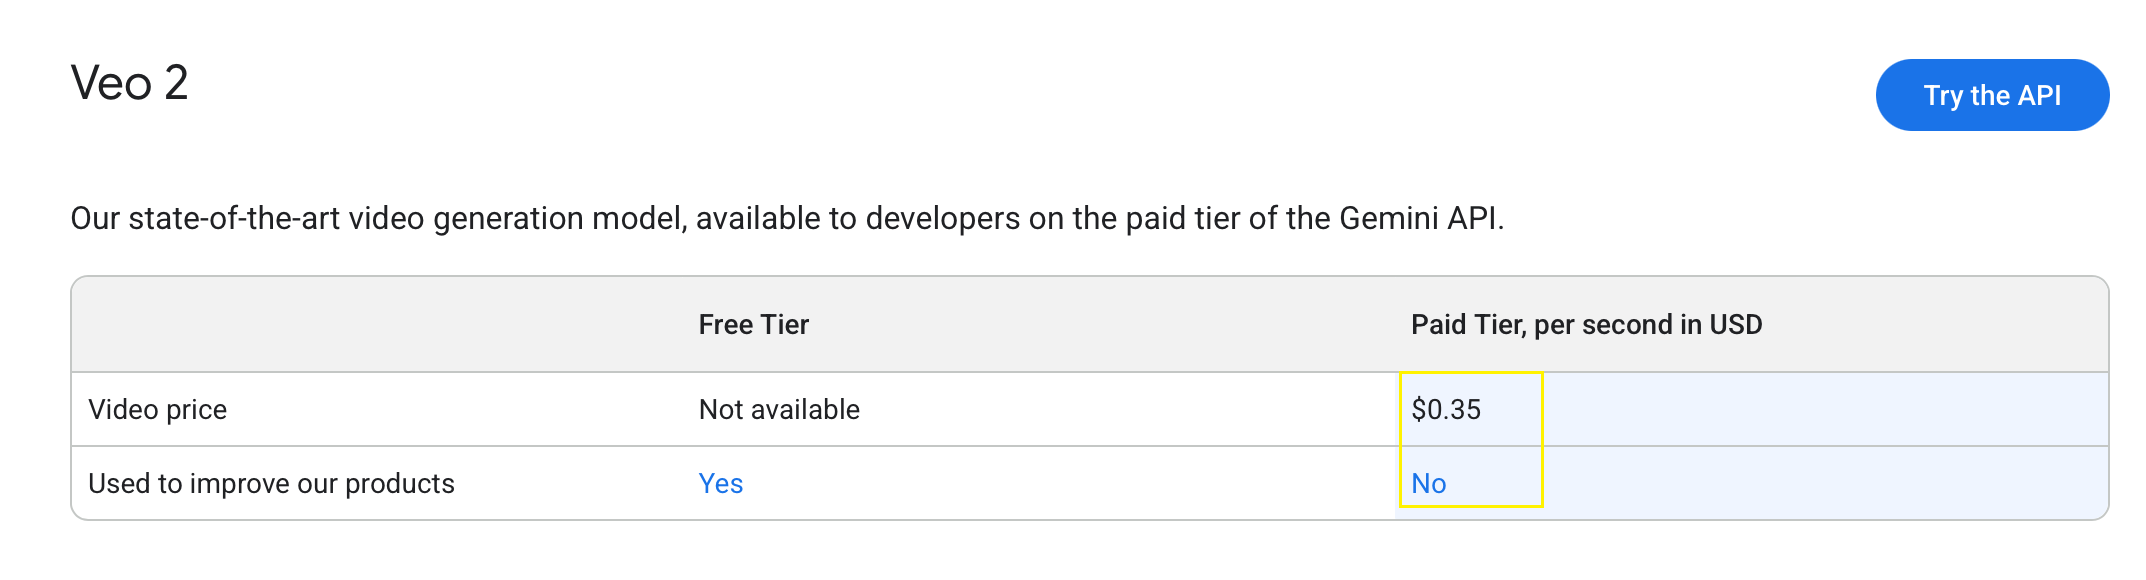 Veo 2
Try the API
Our state-of-the-art video generation model, available to developers on the paid tier of the Gemini API.
Free Tier Paid Tier, per second in USD
Video price Not available $0.35
Used to improve our products Yes No